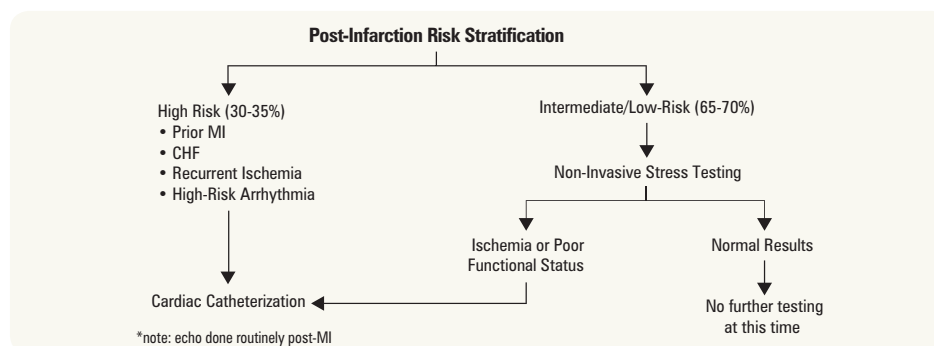 Post-Infarction Risk Stratification
High Risk (30-35%)
• Prior MI
• CHF
• Recurrent Ischemia
• High-Risk Arrhythmia
Intermediate/Low-Risk (65-70%)
Non-Invasive Stress Testing
Ischemia or Poor
Functional Status
Normal Results
Cardiac Catheterization
No further testing
at this time
*note: echo done routinely post-MI